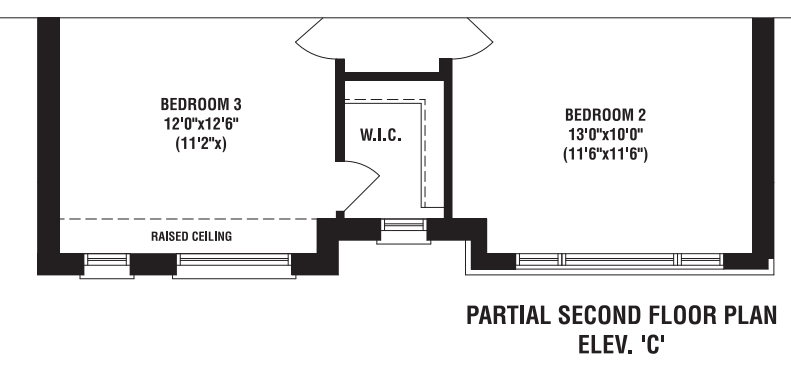 BEDROOM 3
12'0"x12'6"
(11'2"x)
W.I.C.
BEDROOM 2
13'0"x10'0"
(11'6"x11'6")
RAISED CEILING
PARTIAL SECOND FLOOR PLAN
ELEV. 'C'